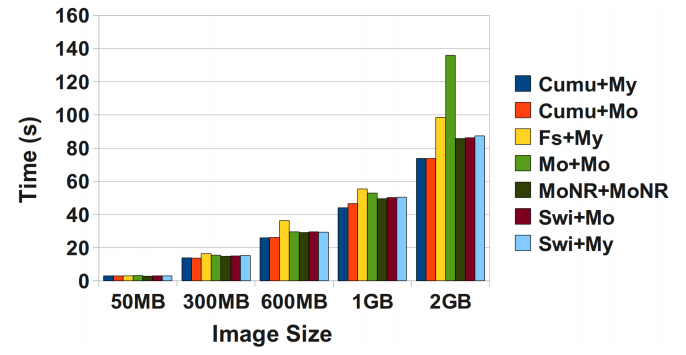 160
140
120
100
80
60
40
20
0
Time (s)
50MB 300MB 600MB 1GB 2GB
Image Size
Cumu+My
Cumu+Mo
Fs+My
Mo+Mo
MoNR+MoNR
Swi+Mo
Swi+My